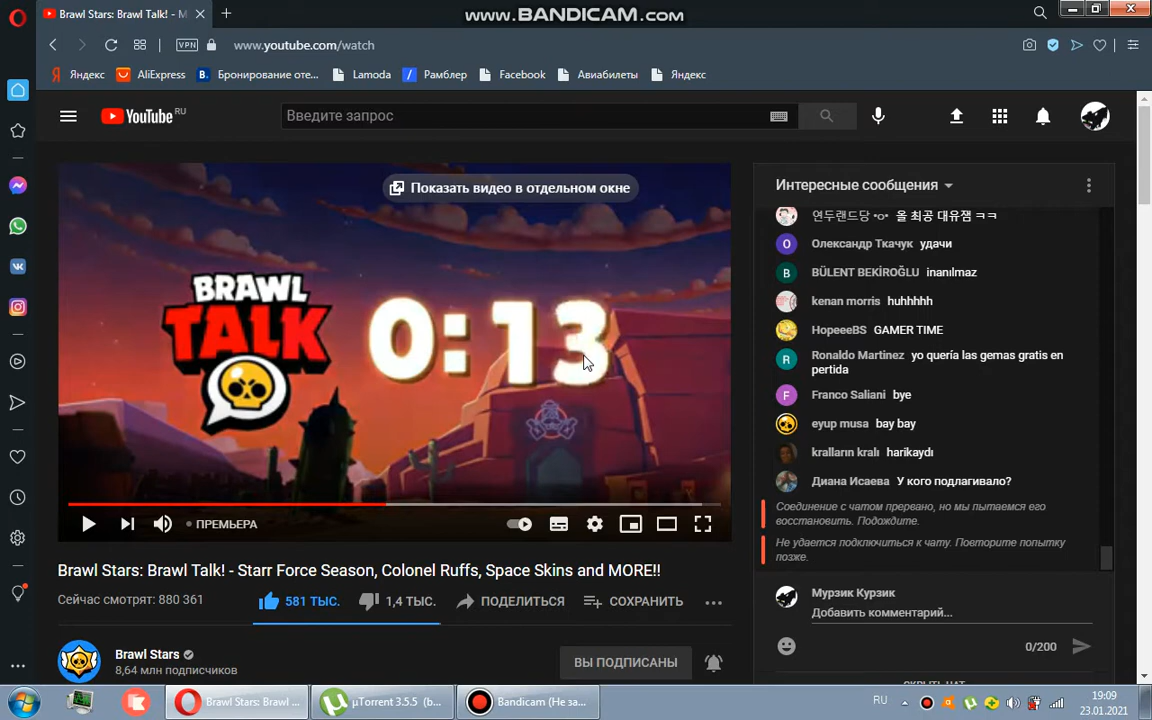 Brawl Stars: Brawl Talk! - М
www.BANDICAM.com
VPN
www.youtube.com/watch
Яндекс
AliExpress
Бронирование оте...
Lamoda
Рамблер
Facebook
Авиабилеты
Яндекс
YouTube RU
Введите запрос
Показать видео в отдельном окне
BRAWL
TALK
0:13
ПРЕМЬЕРА
Интересные сообщения
연두랜드당 •o• 올 최공 대유잼 ㅋㅋ
Олександр Ткачук удачи
BÜLENT BEKİROĞLU inanılmaz
kenan morris huhhhhh
HopeeeBS GAMER TIME
Ronaldo Martinez yo quería las gemas gratis en
pertida
Franco Saliani bye
eyup musa bay bay
kralların kralı harikaydı
Диана Исаева У кого подлагивало?
Соединение с чатом прервано, но мы пытаемся его
восстановить. Подождите.
Не удается подключиться к чату. Повторите попытку
позже.
Мурзик Курзик
Добавить комментарий...
0/200
СКРЫТЬ ЧАТ
Brawl Stars: Brawl Talk! - Starr Force Season, Colonel Ruffs, Space Skins and MORE!!
Сейчас смотрят: 880 361
581 ТЫС.
1,4 ТЫС.
ПОДЕЛИТЬСЯ
СОХРАНИТЬ
Brawl Stars
8,64 млн подписчиков
ВЫ ПОДПИСАНЫ
Brawl Stars: Brawl ...
µTorrent 3.5.5 (b...
Bandicam (Не за...
RU
19:09
23.01.2021